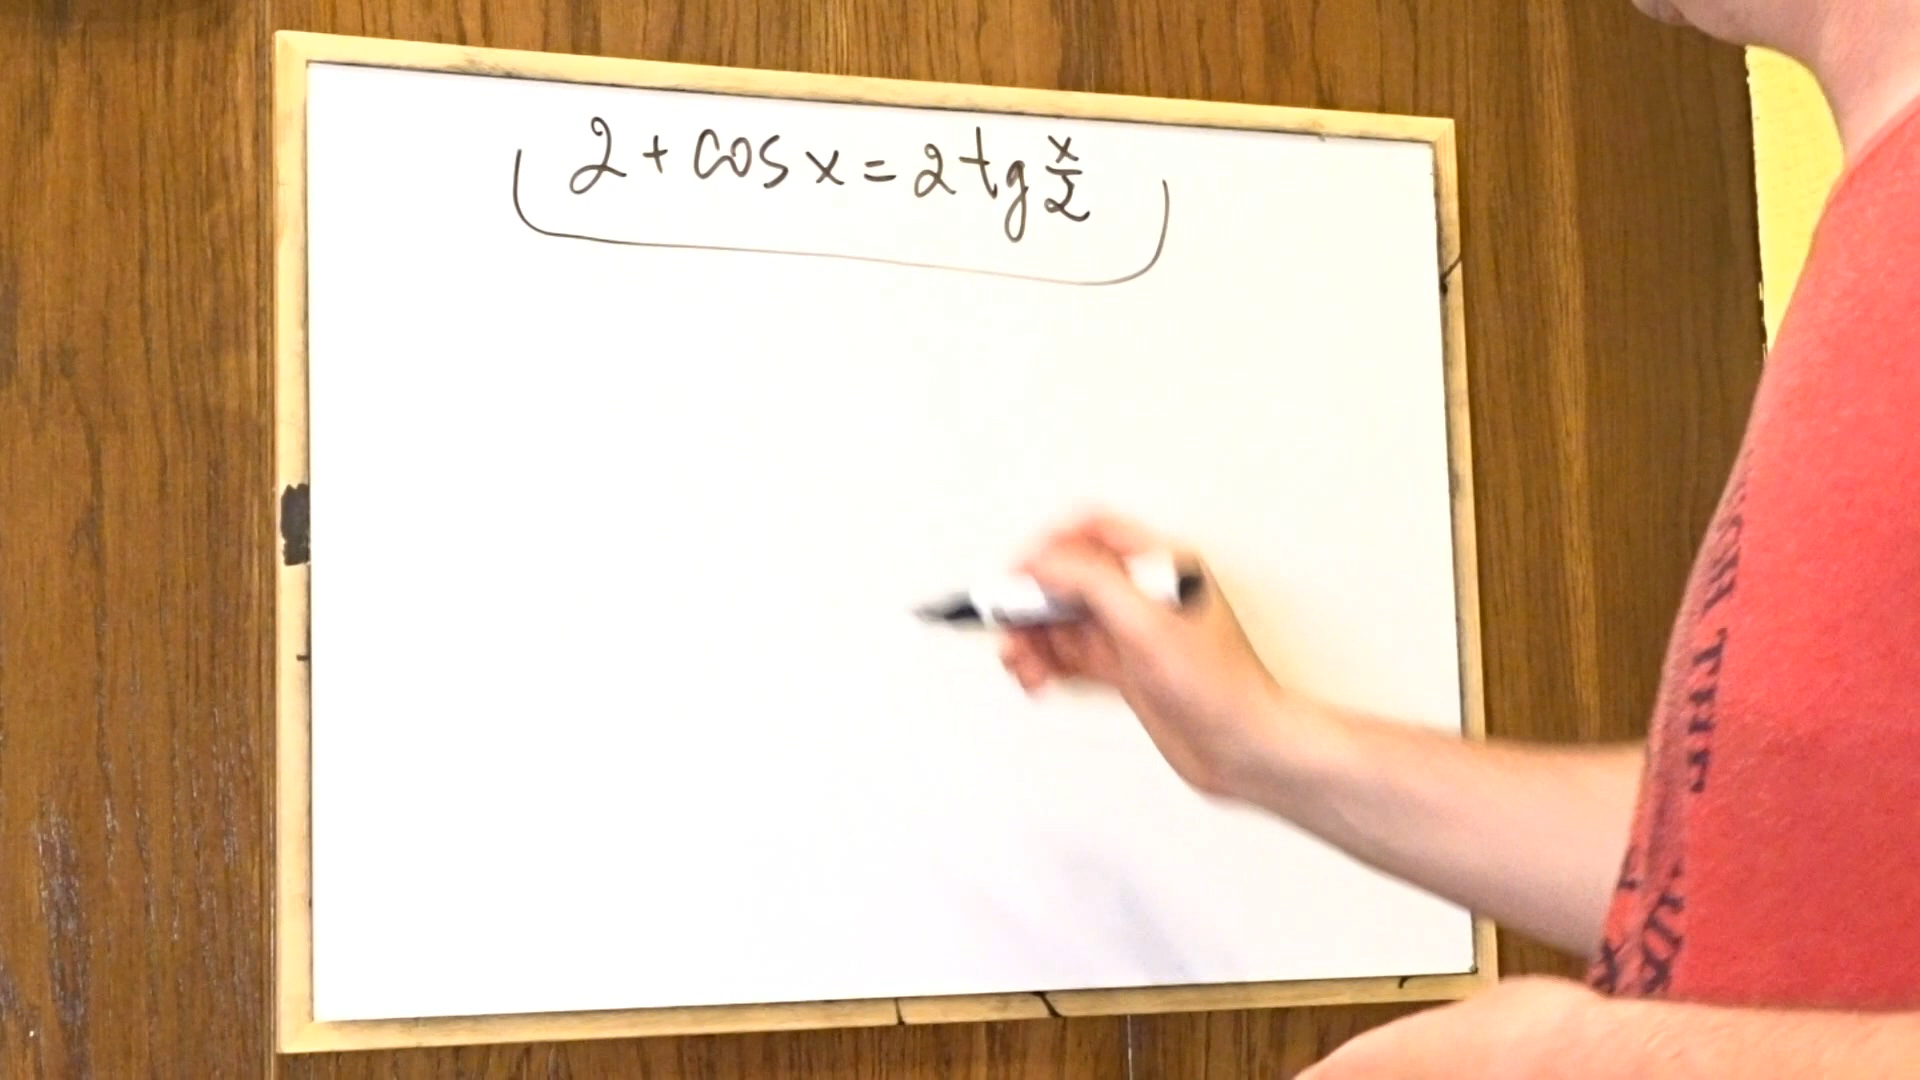 2 + cos x = 2 tg x/2